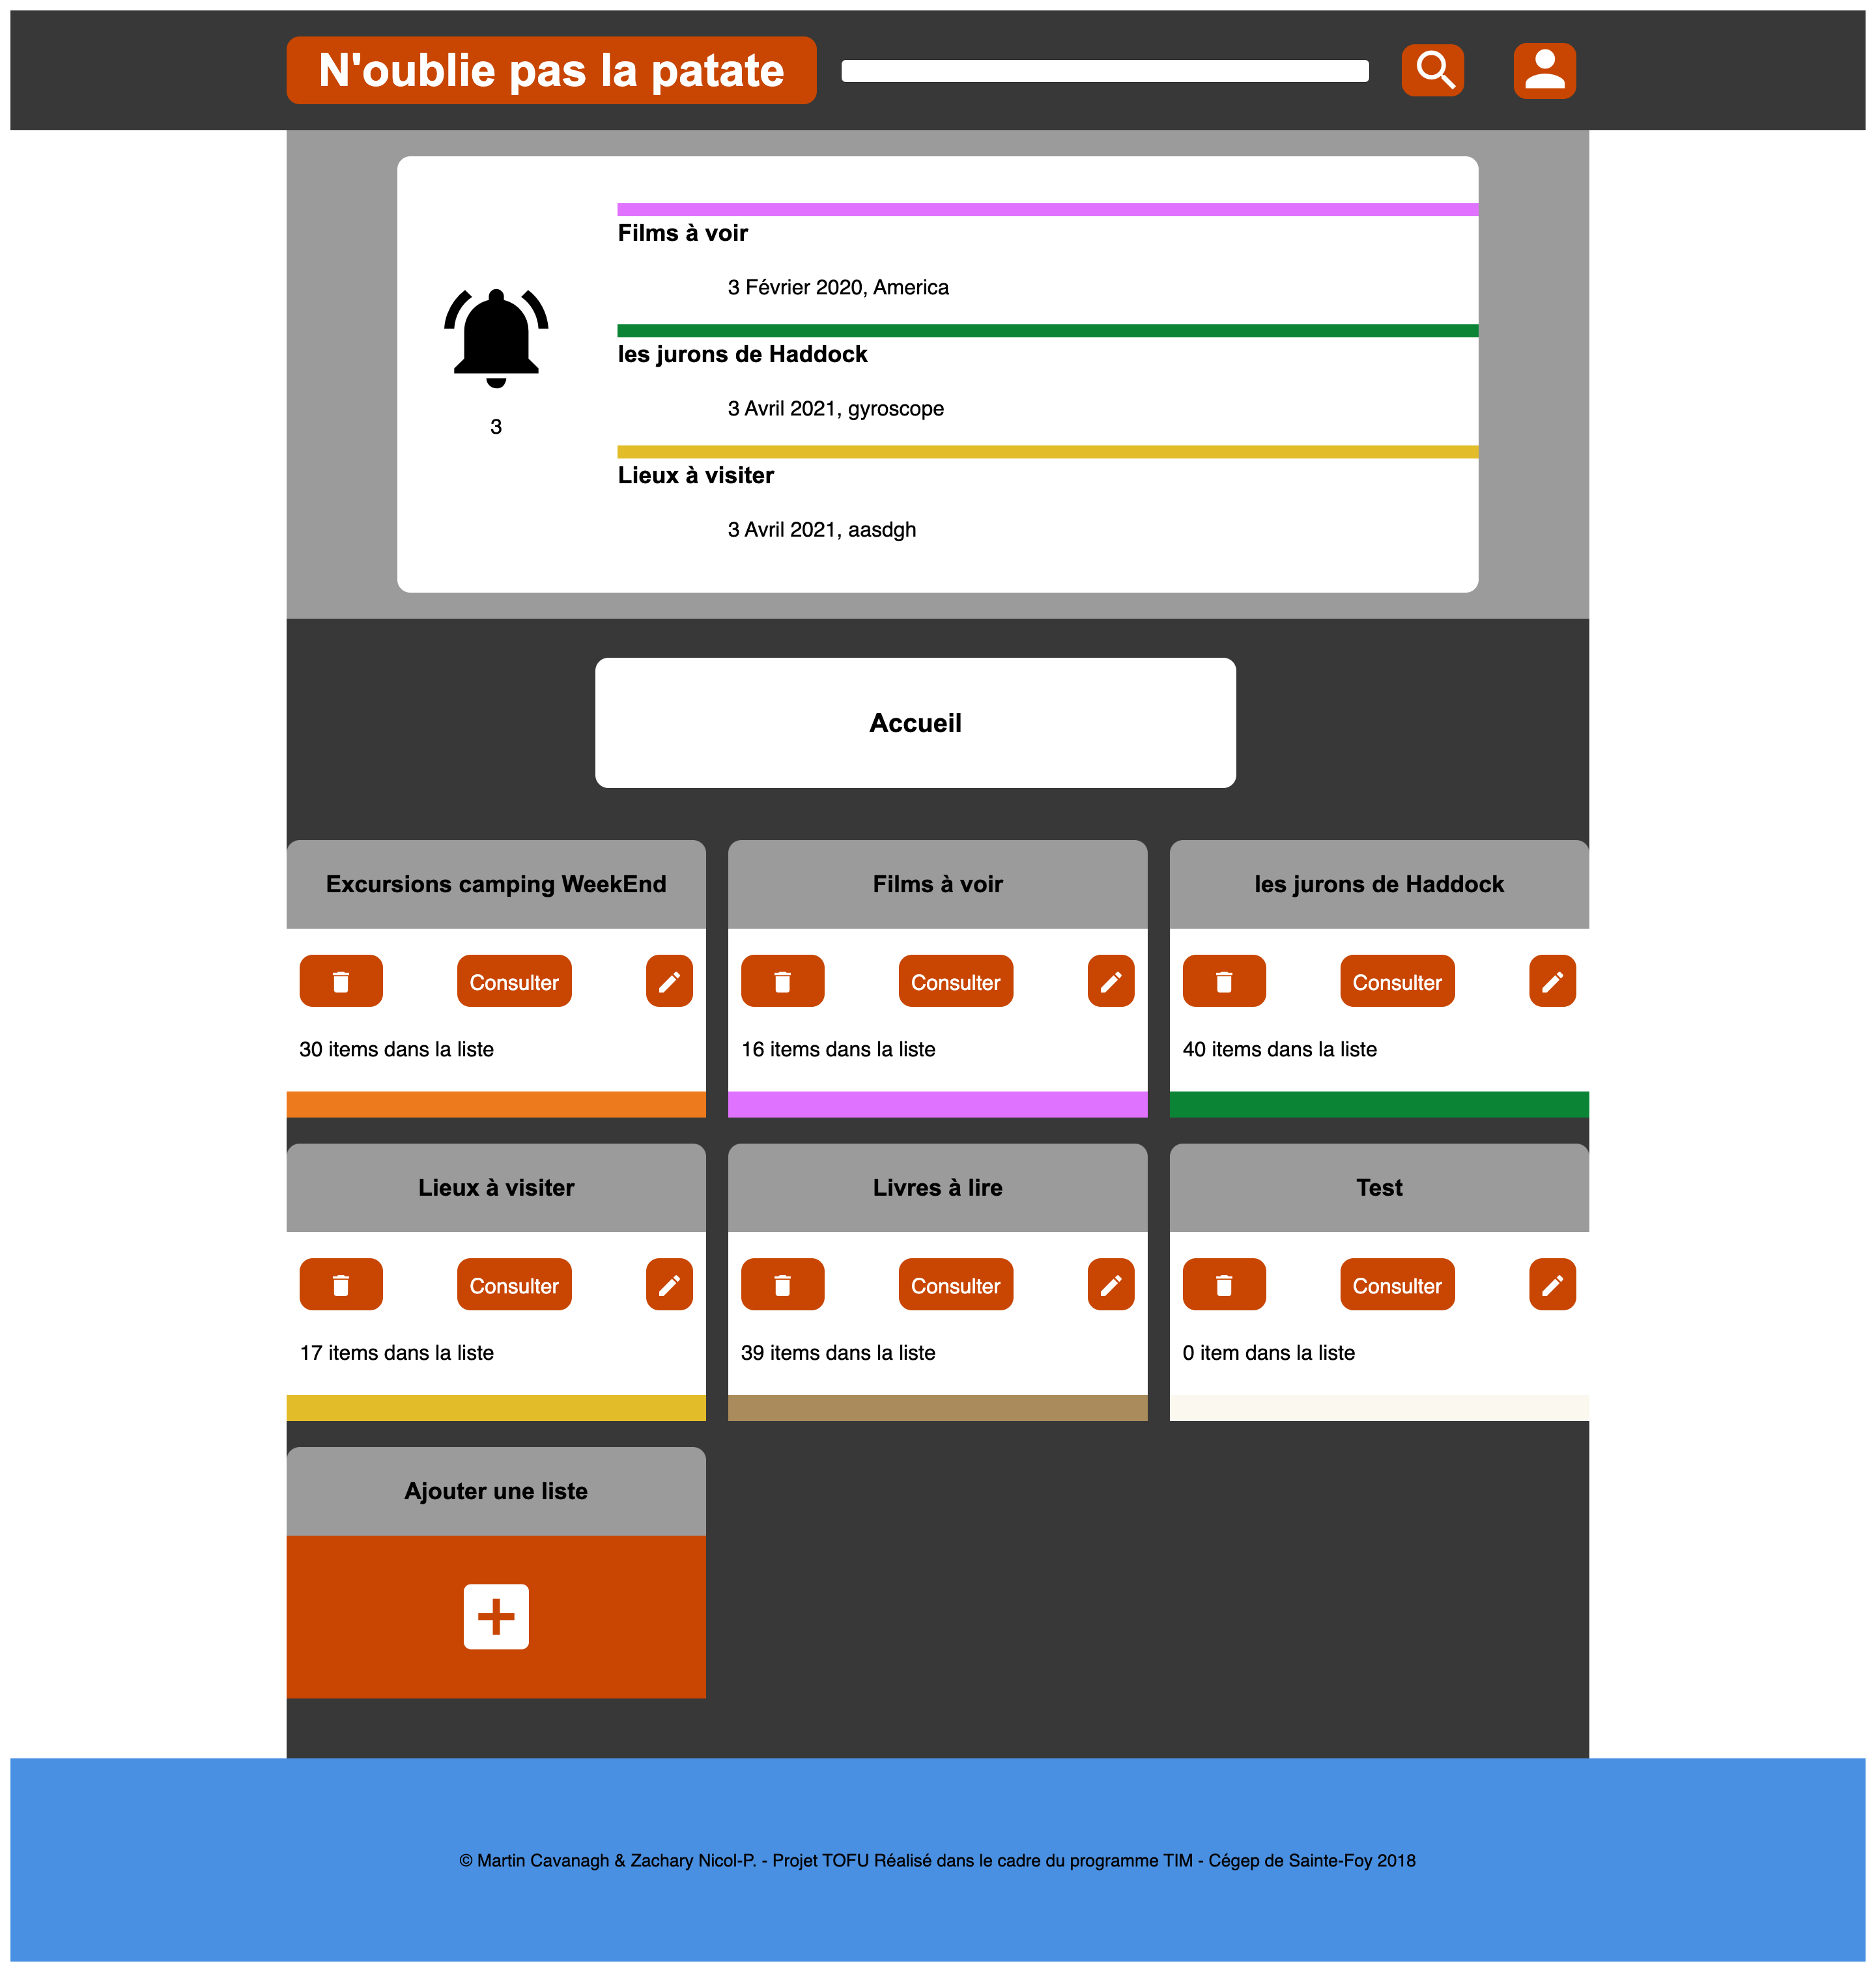 N'oublie pas la patate
Films à voir
3 Février 2020, America
les jurons de Haddock
3 Avril 2021, gyroscope
3
Lieux à visiter
3 Avril 2021, aasdgh
Accueil
Excursions camping WeekEnd
Films à voir
les jurons de Haddock
Consulter
Consulter
Consulter
30 items dans la liste
16 items dans la liste
40 items dans la liste
Lieux à visiter
Livres à lire
Test
Consulter
Consulter
Consulter
17 items dans la liste
39 items dans la liste
0 item dans la liste
Ajouter une liste
© Martin Cavanagh & Zachary Nicol-P. - Projet TOFU Réalisé dans le cadre du programme TIM - Cégep de Sainte-Foy 2018